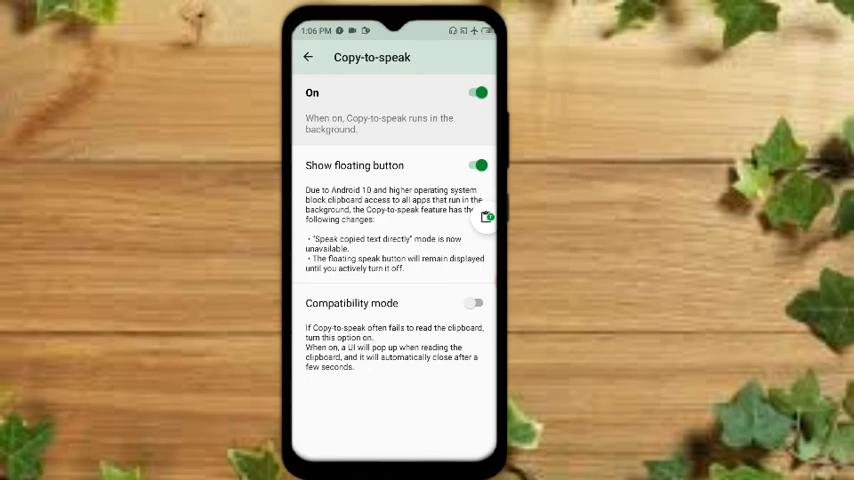 1:06 PM
Copy-to-speak
On
When on, Copy-to-speak runs in the
background.
Show floating button
Due to Android 10 and higher operating system
block clipboard access to all apps that run in the
background, the Copy-to-speak feature has the
following changes:
• "Speak copied text directly" mode is now
unavailable.
• The floating speak button will remain displayed
until you actively turn it off.
Compatibility mode
If Copy-to-speak often fails to read the clipboard,
turn this option on.
When on, a UI will pop up when reading the
clipboard, and it will automatically close after a
few seconds.